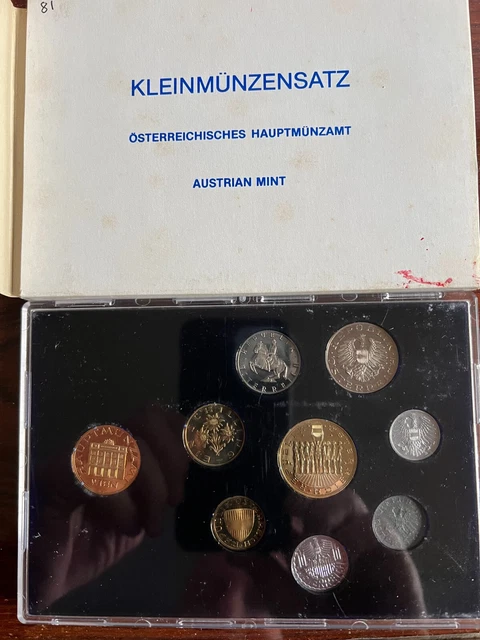 81
KLEINMÜNZENSATZ
ÖSTERREICHISCHES HAUPTMÜNZAMT
AUSTRIAN MINT